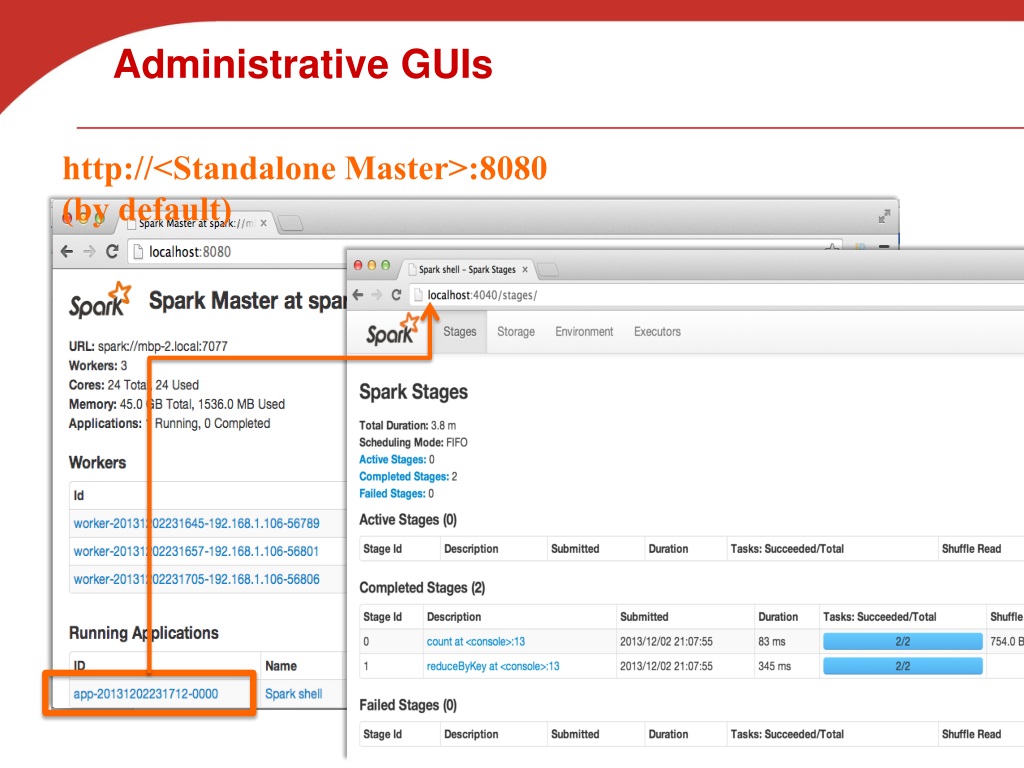 Administrative GUIs
http://<Standalone Master>:8080
(by default)
Spark Master at spark://m
localhost:8080
Spark
Spark Master at spar
URL: spark://mbp-2.local:7077
Workers: 3
Cores: 24 Total, 24 Used
Memory: 45.0 GB Total, 1536.0 MB Used
Applications: 1 Running, 0 Completed
Workers
Id
worker-20131202231645-192.168.1.106-56789
worker-20131202231657-192.168.1.106-56801
worker-20131202231705-192.168.1.106-56806
Running Applications
ID Name
app-20131202231712-0000 Spark shell
Spark shell - Spark Stages
localhost:4040/stages/
Spark Stages Storage Environment Executors
Spark Stages
Total Duration: 3.8 m
Scheduling Mode: FIFO
Active Stages: 0
Completed Stages: 2
Failed Stages: 0
Active Stages (0)
Stage Id Description Submitted Duration Tasks: Succeeded/Total Shuffle Read
Completed Stages (2)
Stage Id Description Submitted Duration Tasks: Succeeded/Total Shuffle
0 count at <console>:13 2013/12/02 21:07:55 83 ms 2/2 754.0 B
1 reduceByKey at <console>:13 2013/12/02 21:07:55 345 ms 2/2
Failed Stages (0)
Stage Id Description Submitted Duration Tasks: Succeeded/Total Shuffle Read